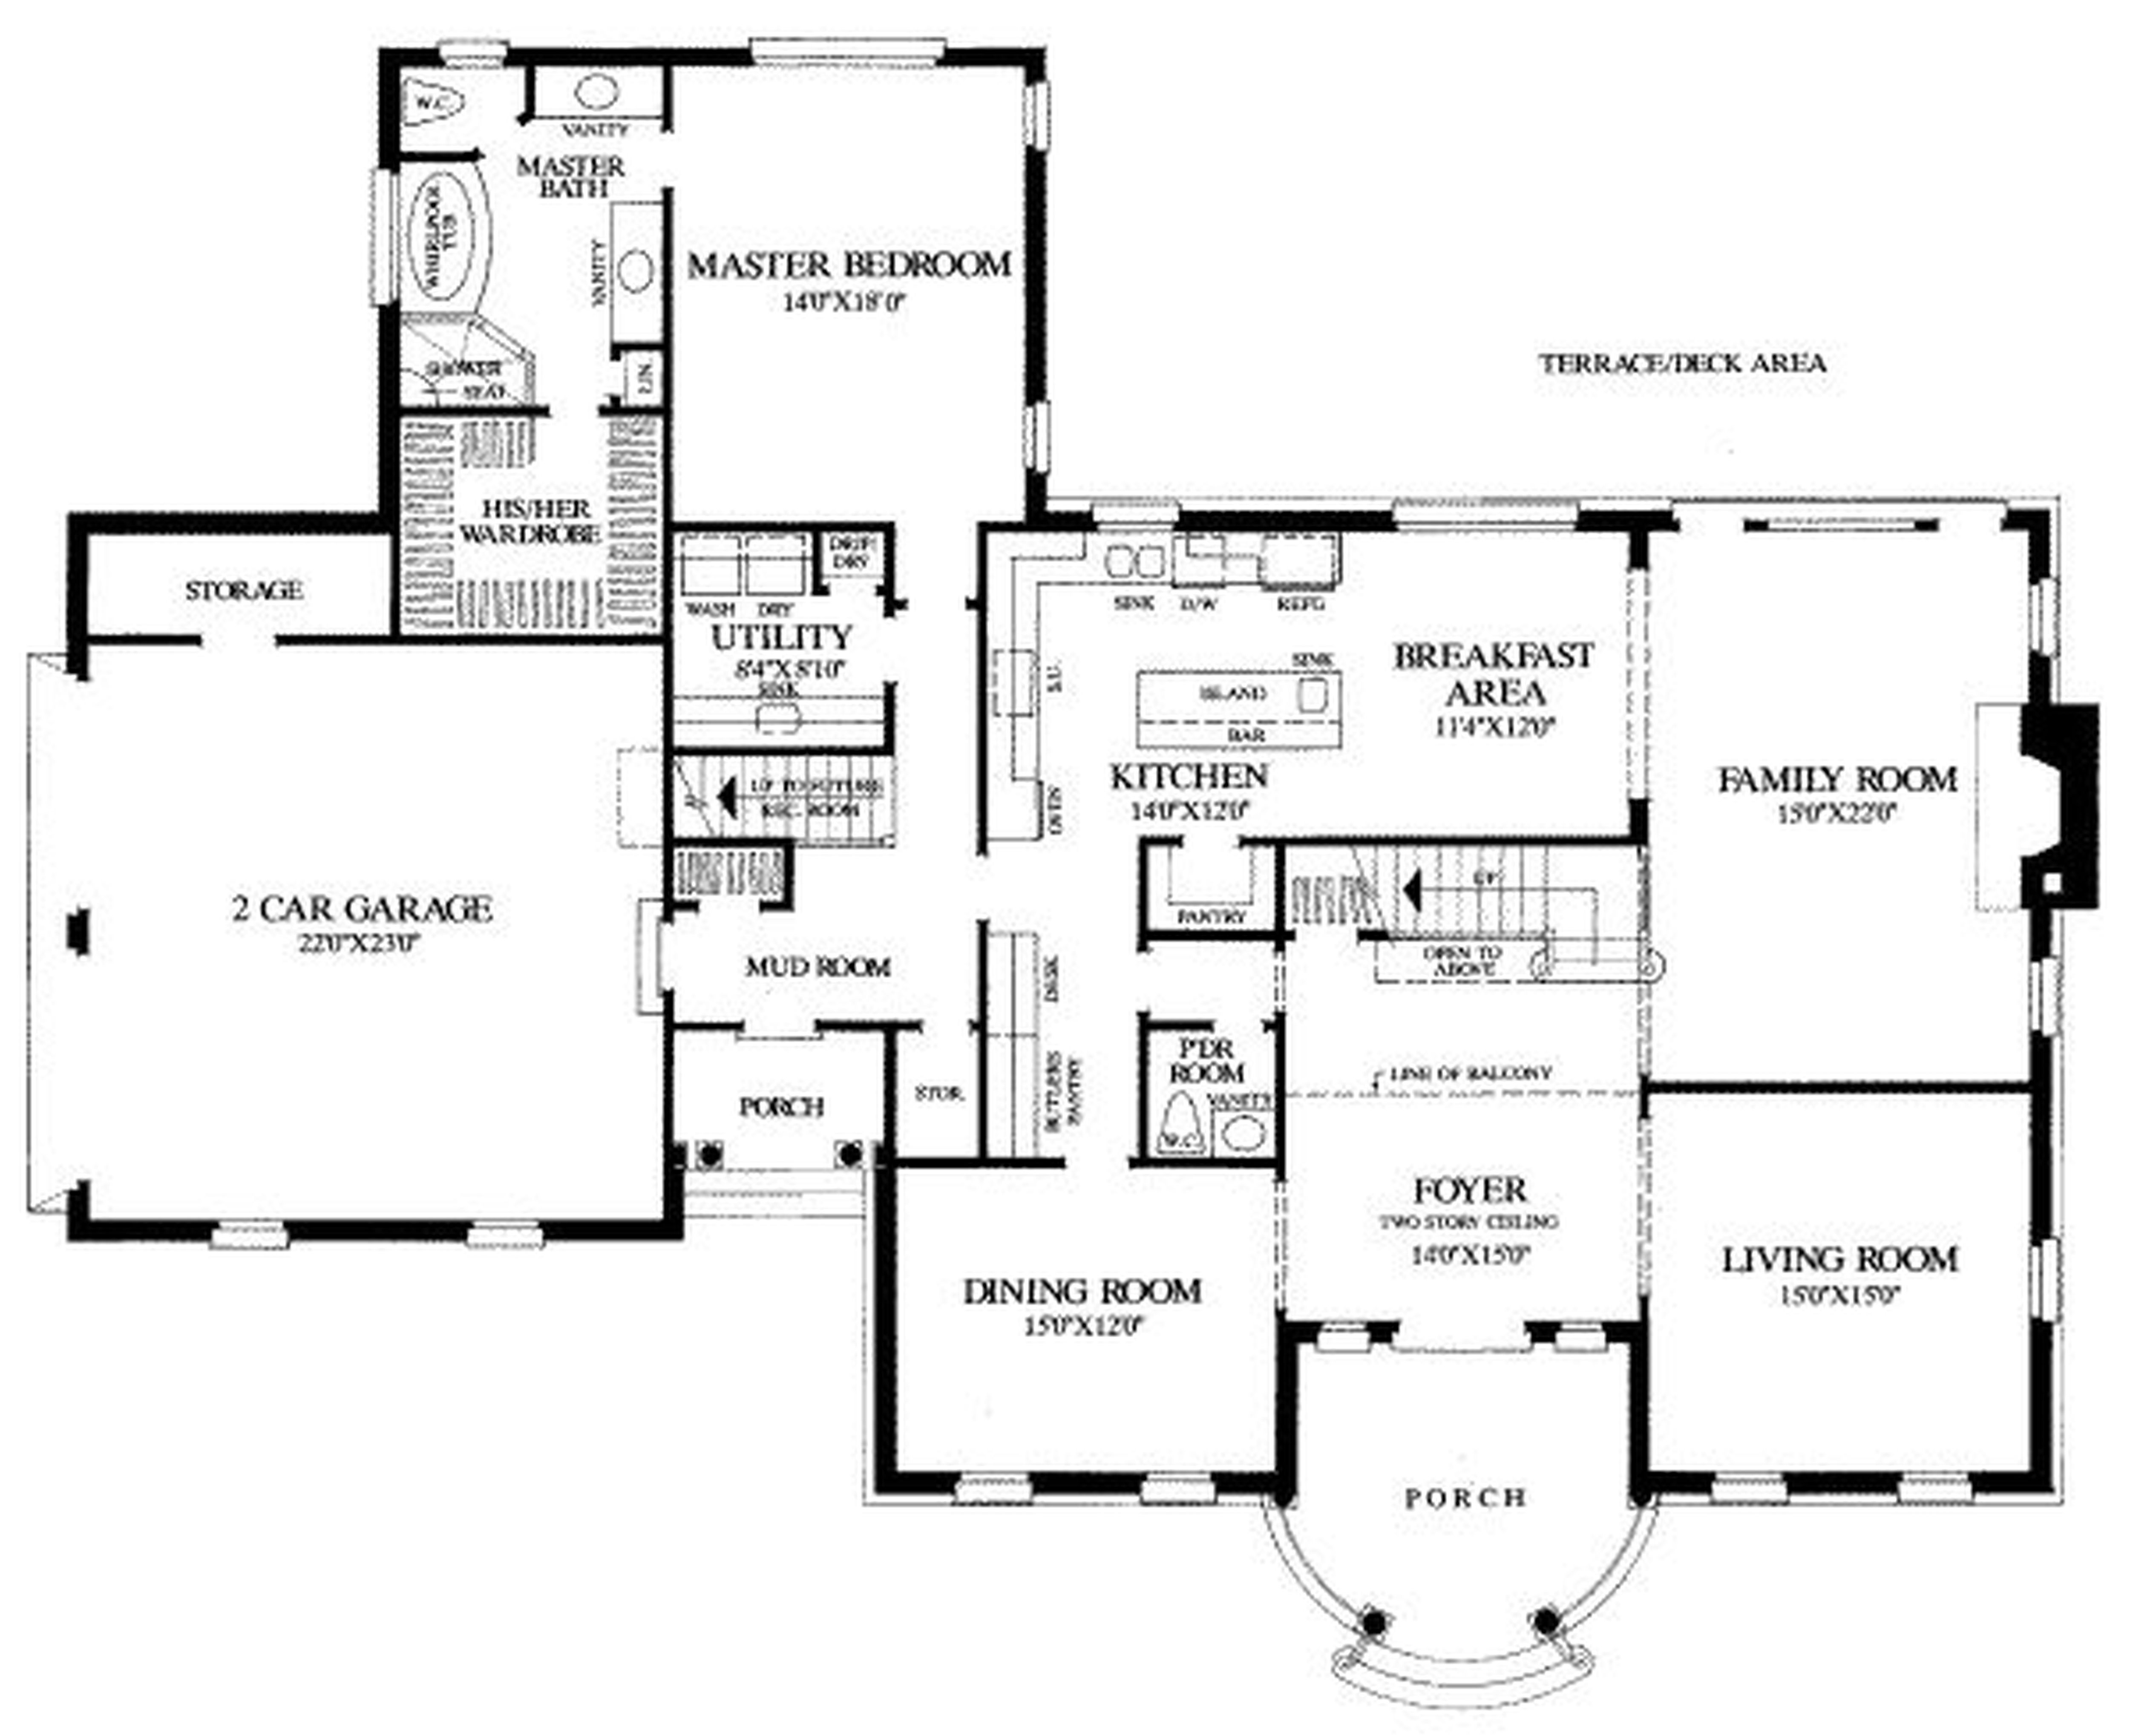 W.C.
VANITY
MASTER
BATH
WHIRLPOOL
TUB
VANITY
MASTER BEDROOM
14'0"X18'0"
SHOWER
SEAT
LIN.
TERRACE/DECK AREA
HIS/HER
WARDROBE
STORAGE
DRIP
DRY
WASH
DRY
UTILITY
8'4"X8'10"
SINK
SINK
D/W
REFG
S.U.
SINK
ISLAND
BAR
BREAKFAST
AREA
11'4"X12'0"
KITCHEN
14'0"X12'0"
OVEN
FAMILY ROOM
15'0"X22'0"
UP TO FUTURE
REC. ROOM
2 CAR GARAGE
22'0"X23'0"
UP
PANTRY
MUD ROOM
DESK
OPEN TO
ABOVE
P'DR
ROOM
VANITY
W.C.
LINE OF BALCONY
STOR.
BUTLERS
PANTRY
PORCH
FOYER
TWO STORY CEILING
14'0"X15'0"
DINING ROOM
15'0"X12'0"
LIVING ROOM
15'0"X15'0"
PORCH